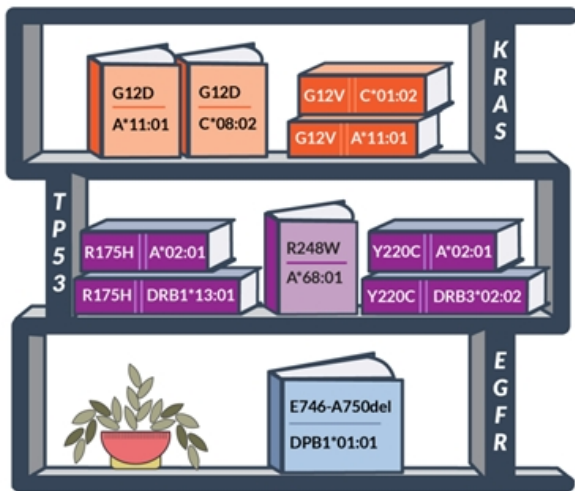 G12D
A*11:01
G12D
C*08:02
G12V C*01:02
G12V A*11:01
KRAS
TP53
R175H A*02:01
R175H DRB1*13:01
R248W
A*68:01
Y220C A*02:01
Y220C DRB3*02:02
E746-A750del
DPB1*01:01
EGFR